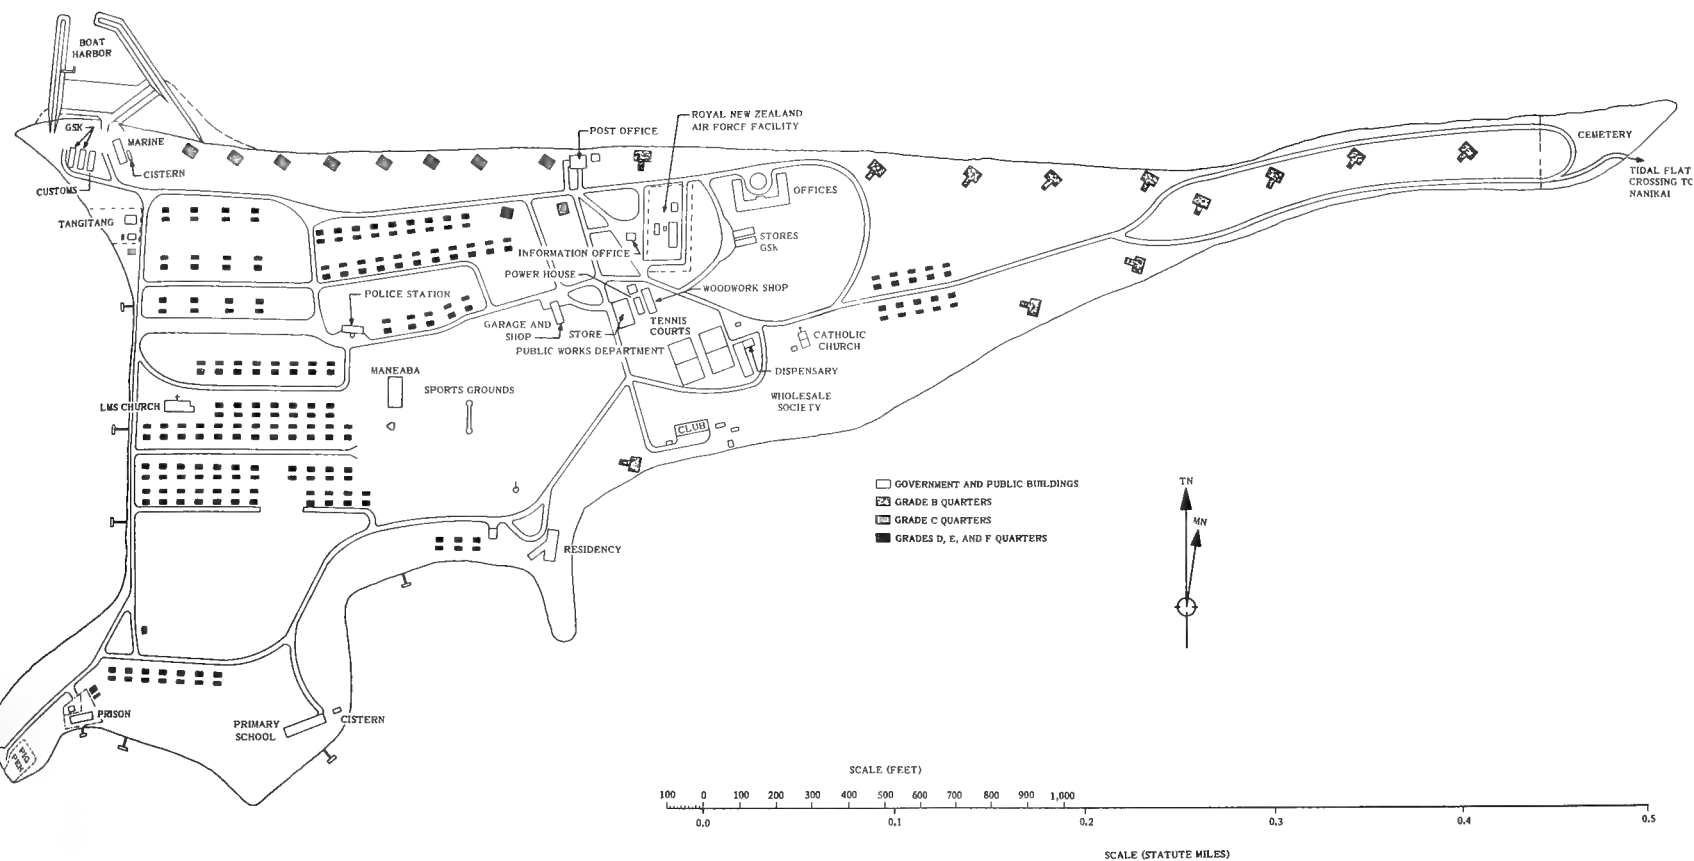 BOAT
HARBOR
GSK
MARINE
CISTERN
CUSTOMS
TANGITANG
POST OFFICE
ROYAL NEW ZEALAND
AIR FORCE FACILITY
OFFICES
STORES
GSK
INFORMATION OFFICE
POWER HOUSE
WOODWORK SHOP
POLICE STATION
GARAGE AND
SHOP
STORE
TENNIS
COURTS
PUBLIC WORKS DEPARTMENT
CATHOLIC
CHURCH
DISPENSARY
WHOLESALE
SOCIETY
CEMETERY
TIDAL FLAT
CROSSING TO
NANIKAI
MANEABA
SPORTS GROUNDS
LMS CHURCH
CLUB
RESIDENCY
PRISON
PIG
PEN
PRIMARY
SCHOOL
CISTERN
GOVERNMENT AND PUBLIC BUILDINGS
GRADE B QUARTERS
GRADE C QUARTERS
GRADES D, E, AND F QUARTERS
TN
MN
SCALE (FEET)
100 0 100 200 300 400 500 600 700 800 900 1,000
0.0 0.1 0.2 0.3 0.4 0.5
SCALE (STATUTE MILES)